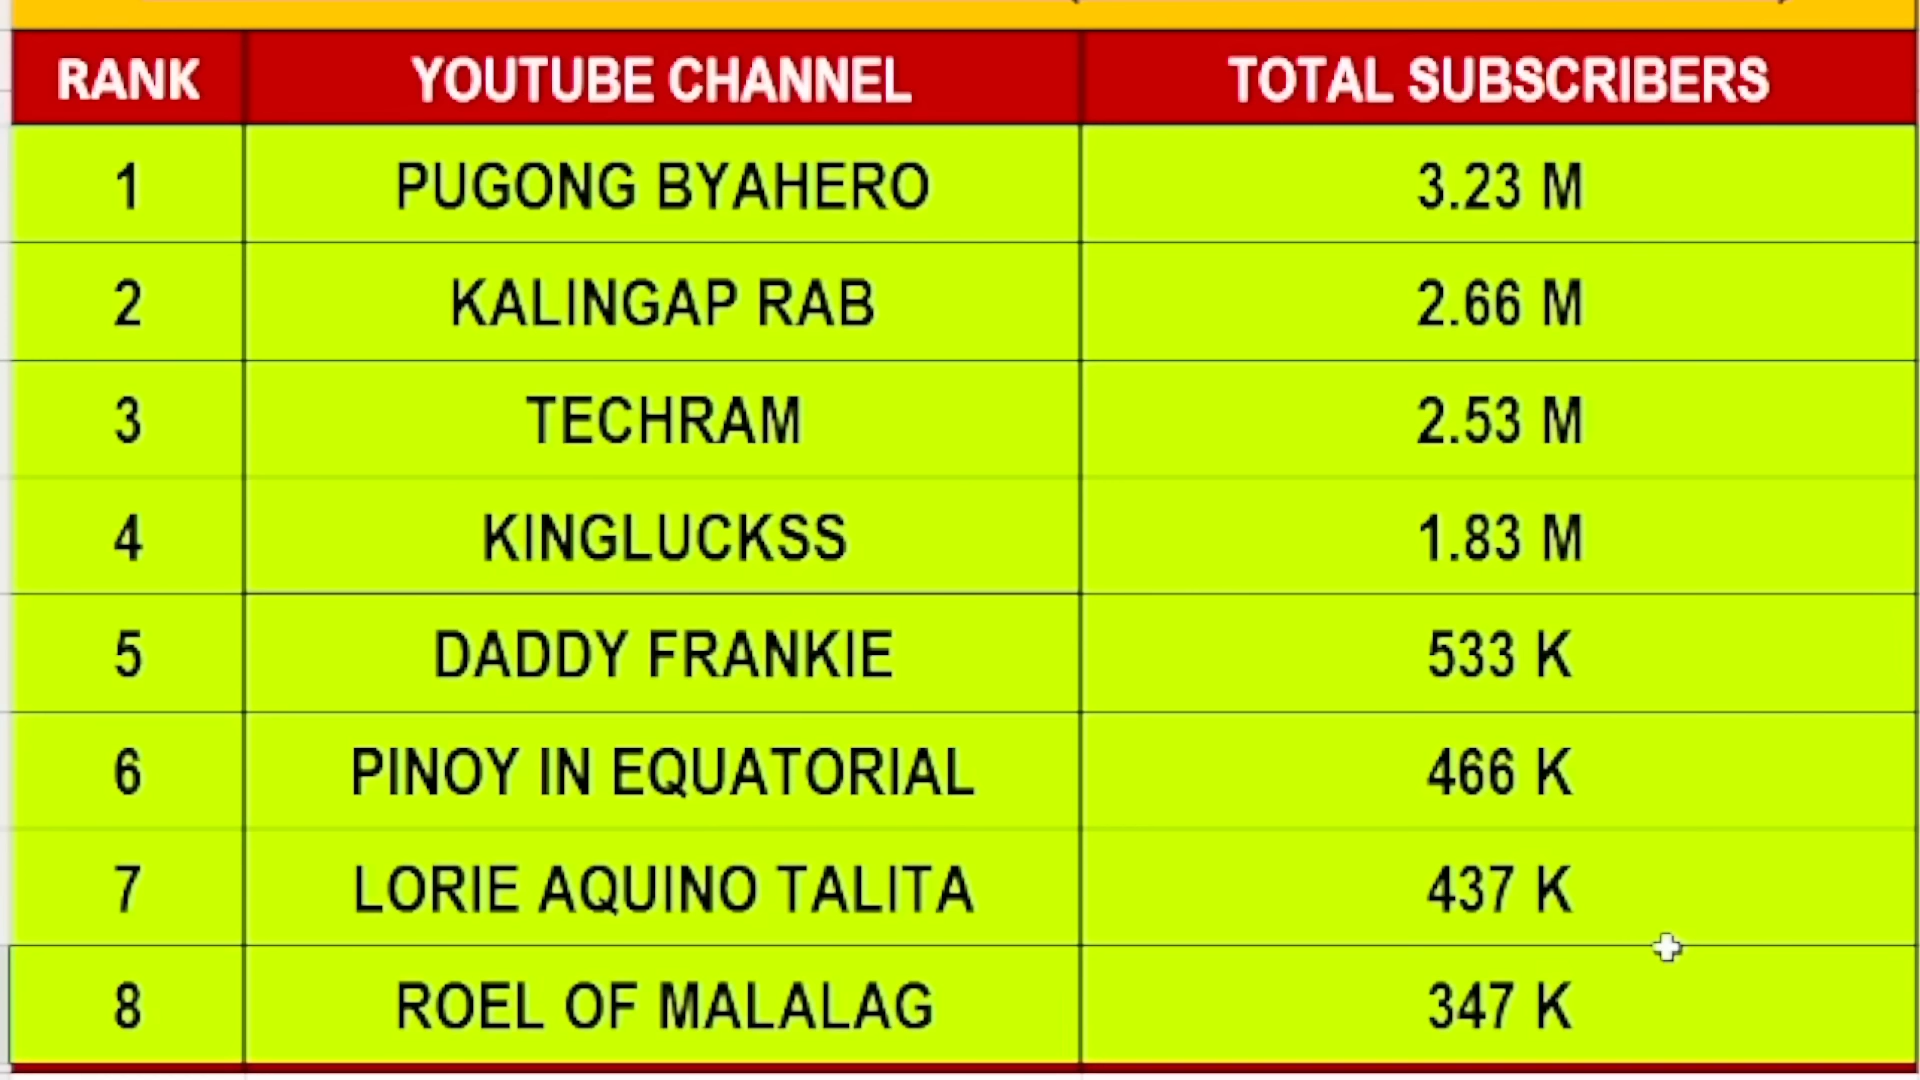 RANK YOUTUBE CHANNEL TOTAL SUBSCRIBERS
1 PUGONG BYAHERO 3.23 M
2 KALINGAP RAB 2.66 M
3 TECHRAM 2.53 M
4 KINGLUCKSS 1.83 M
5 DADDY FRANKIE 533 K
6 PINOY IN EQUATORIAL 466 K
7 LORIE AQUINO TALITA 437 K
8 ROEL OF MALALAG 347 K